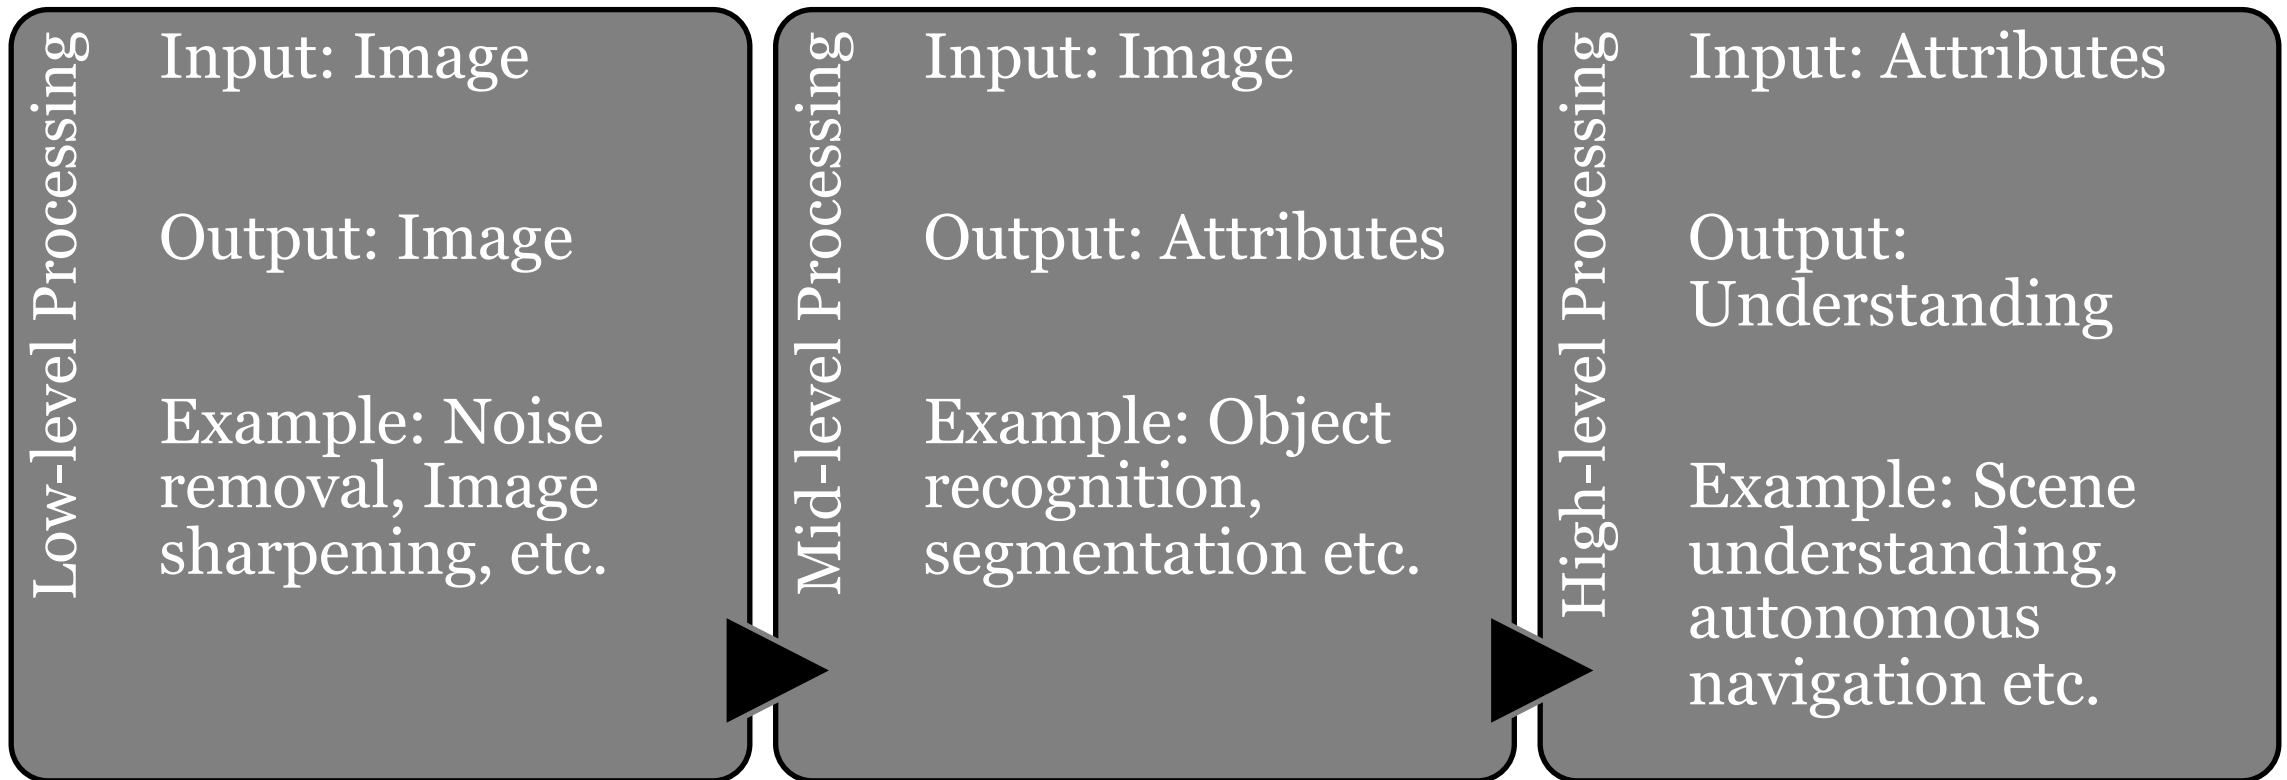 Low-level Processing
Input: Image
Output: Image
Example: Noise
removal, Image
sharpening, etc.
Mid-level Processing
Input: Image
Output: Attributes
Example: Object
recognition,
segmentation etc.
High-level Processing
Input: Attributes
Output:
Understanding
Example: Scene
understanding,
autonomous
navigation etc.